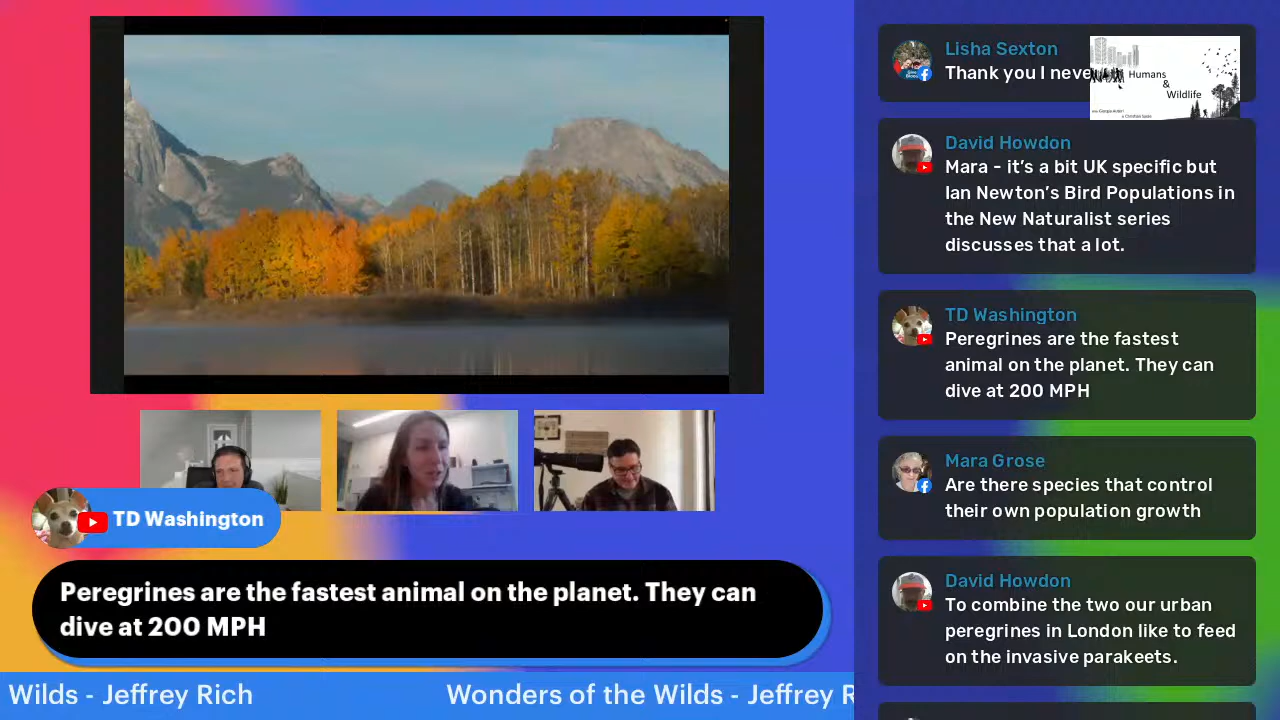 Lisha Sexton
Thank you I neve
Humans
&
Wildlife
David Howdon
Mara - it’s a bit UK specific but
Ian Newton’s Bird Populations in
the New Naturalist series
discusses that a lot.
TD Washington
Peregrines are the fastest
animal on the planet. They can
dive at 200 MPH
Mara Grose
Are there species that control
their own population growth
David Howdon
To combine the two our urban
peregrines in London like to feed
on the invasive parakeets.
TD Washington
Peregrines are the fastest animal on the planet. They can
dive at 200 MPH
Wilds - Jeffrey Rich
Wonders of the Wilds - Jeffrey R